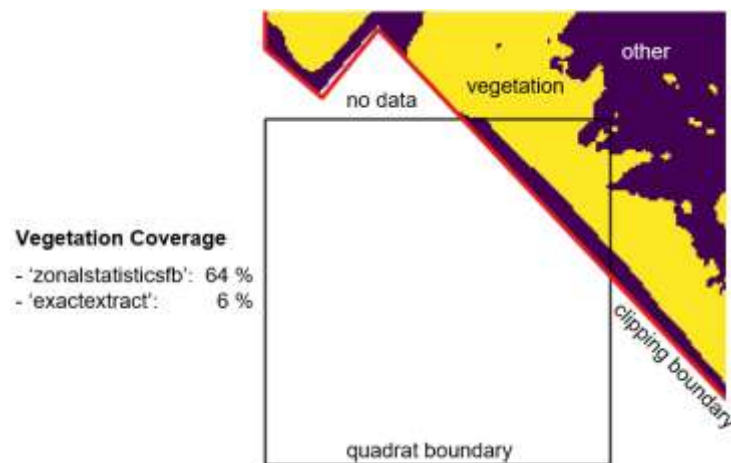 other
vegetation
no data
Vegetation Coverage
- ‘zonalstatisticsfb’: 64 %
- ‘exactextract’: 6 %
clipping boundary
quadrat boundary